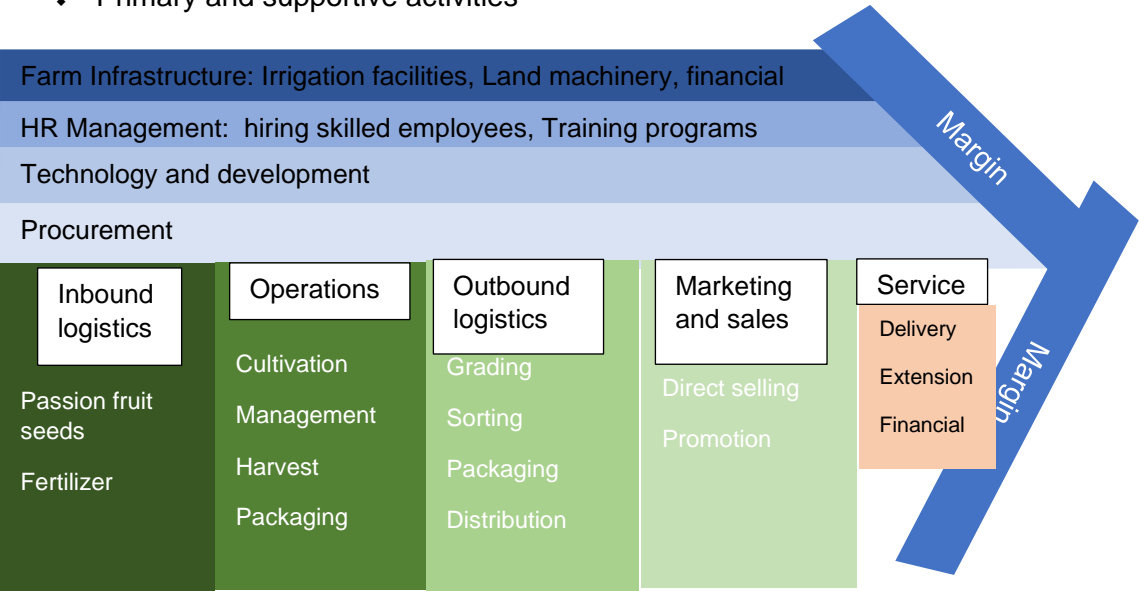 Primary and supportive activities
Farm Infrastructure: Irrigation facilities, Land machinery, financial
HR Management:  hiring skilled employees, Training programs
Technology and development
Procurement
Margin
Inbound
logistics
Passion fruit
seeds
Fertilizer
Operations
Cultivation
Management
Harvest
Packaging
Outbound
logistics
Grading
Sorting
Packaging
Distribution
Marketing
and sales
Direct selling
Promotion
Service
Delivery
Extension
Financial
Margin